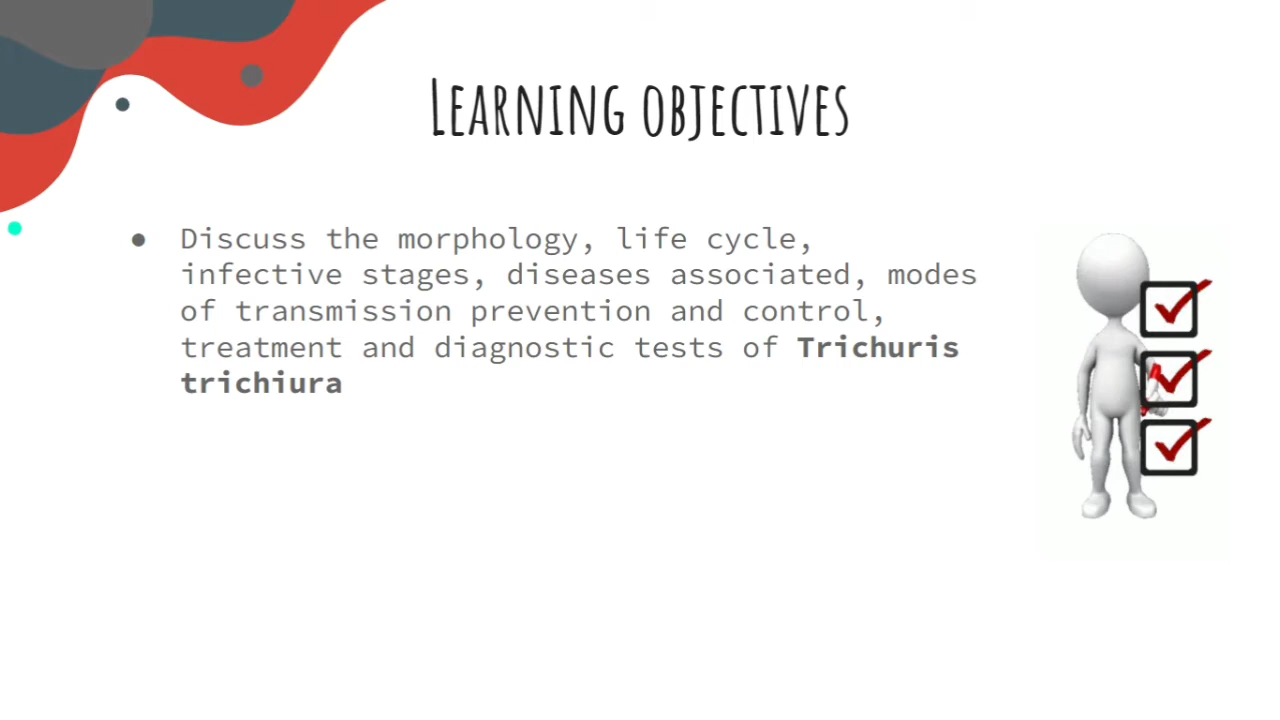 Learning objectives
● Discuss the morphology, life cycle,
infective stages, diseases associated, modes
of transmission prevention and control,
treatment and diagnostic tests of Trichuris
trichiura